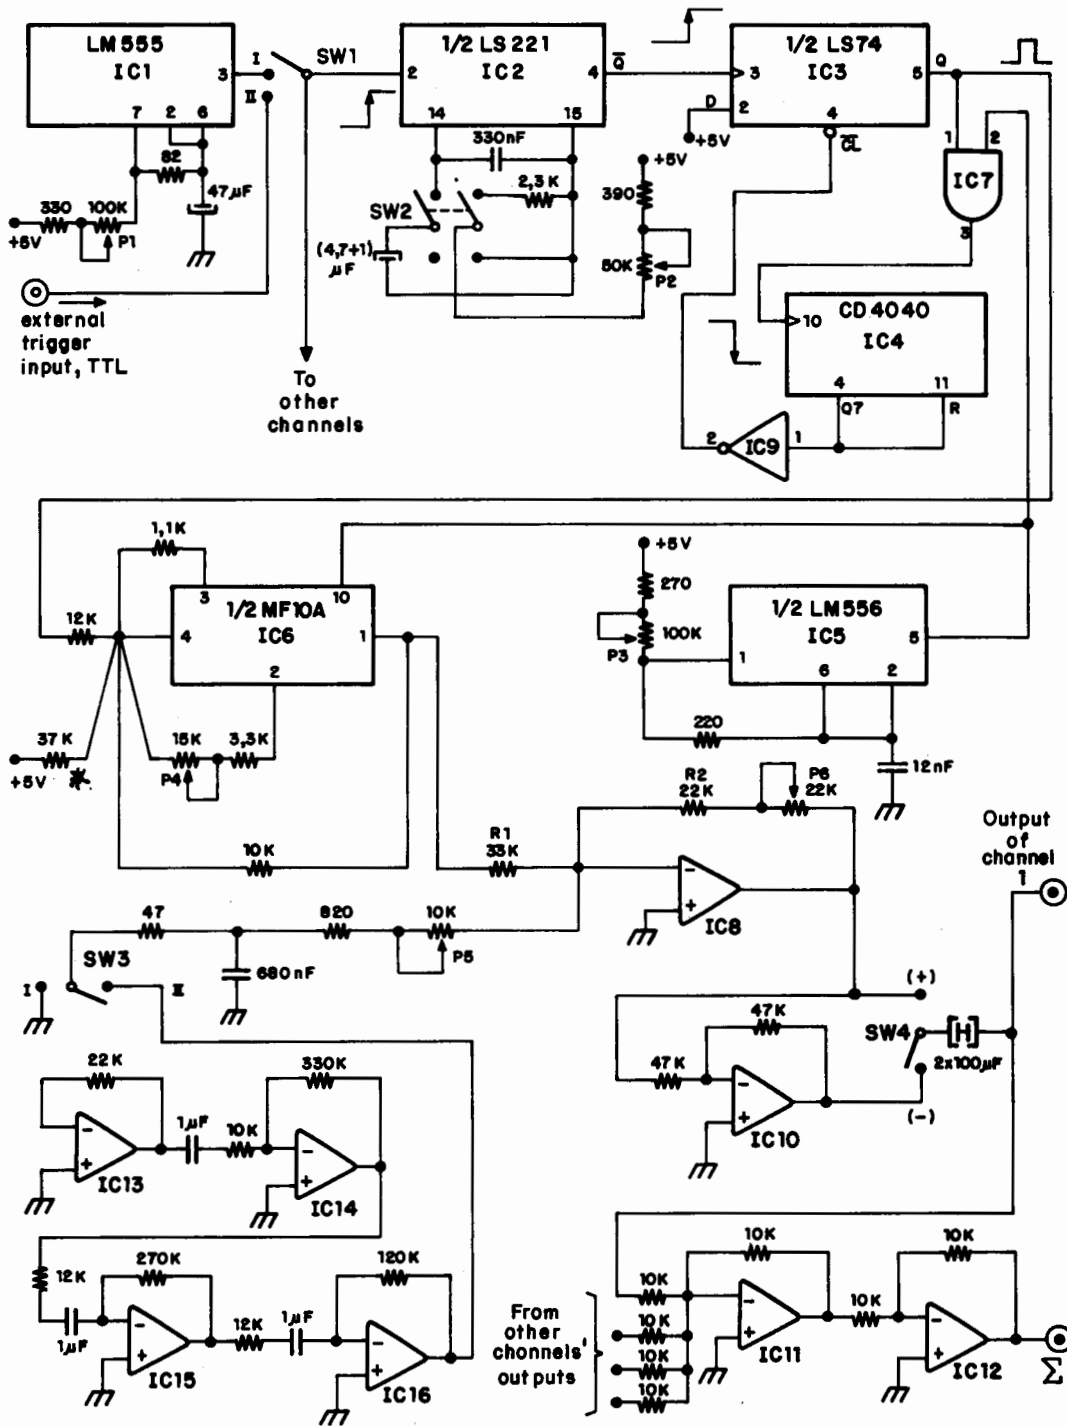 LM555
IC1
3
7
2
6
I
II
SW1
82
47µF
330
100K
P1
+5V
external
trigger
input, TTL
To
other
channels
1/2 LS221
IC2
2
4
Q̅
14
15
330nF
2,3K
SW2
(4,7+1)
µF
+5V
390
50K
P2
1/2 LS74
IC3
3
5
Q
D
2
4
C̅L̅
+5V
1
2
IC7
3
CD4040
IC4
10
4
11
Q7
R
2
IC9
1
1,1K
12K
3
10
1/2 MF10A
IC6
4
1
2
37K
+5V
*
15K
P4
3,3K
10K
+5V
270
100K
P3
1/2 LM556
IC5
1
5
6
2
220
12nF
R1
33K
R2
22K
P6
22K
-
+
IC8
Output
of
channel
1
47
820
10K
P5
SW3
680nF
I
II
47K
47K
-
+
IC10
(+)
SW4
2x100µF
(-)
22K
-
+
IC13
1µF
10K
330K
-
+
IC14
12K
1µF
270K
-
+
IC15
12K
1µF
120K
-
+
IC16
From
other
channels'
outputs
10K
10K
10K
10K
10K
-
+
IC11
10K
10K
-
+
IC12
Σ